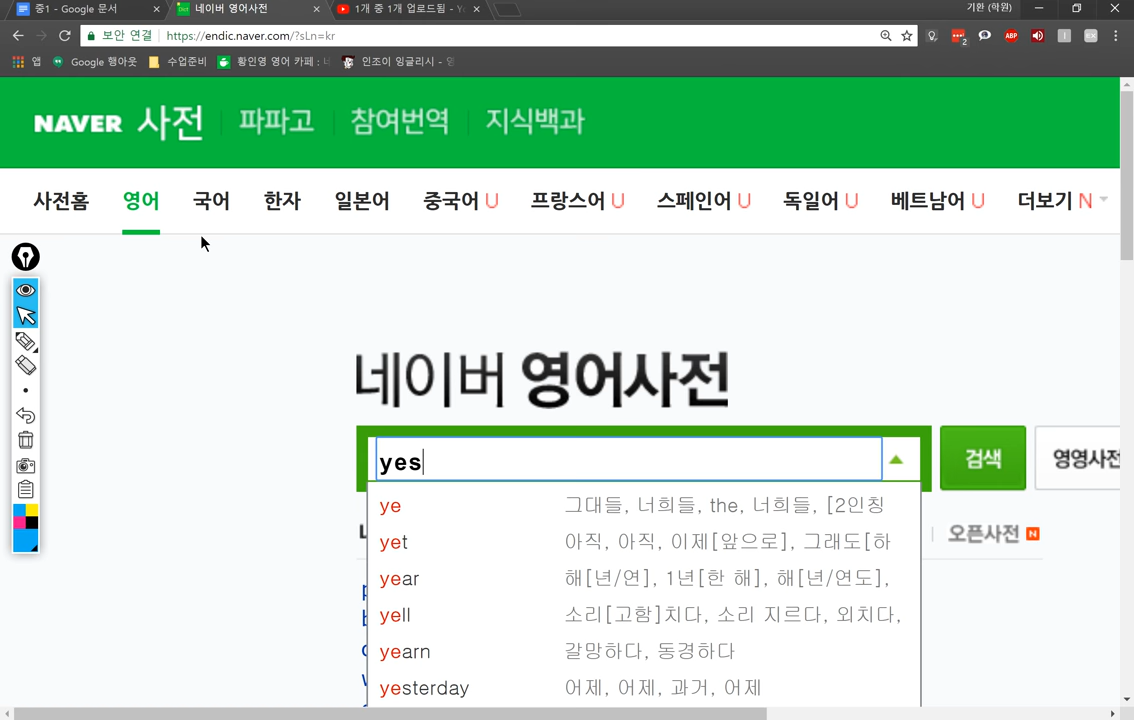 중1 - Google 문서
네이버 영어사전
1개 중 1개 업로드됨 - Y
기환 (학원)
보안 연결 https://endic.naver.com/?sLn=kr
2
ABP
앱 Google 행아웃 수업준비 황인영 영어 카페 : 네 인조이 잉글리시 - 영
NAVER 사전 파파고 참여번역 지식백과
사전홈 영어 국어 한자 일본어 중국어 U 프랑스어 U 스페인어 U 독일어 U 베트남어 U 더보기 N
네이버 영어사전
yes 검색 영영사전
ye 그대들, 너희들, the, 너희들, [2인칭
오픈사전 N
yet 아직, 아직, 이제[앞으로], 그래도[하
year 해[년/연], 1년[한 해], 해[년/연도],
yell 소리[고함]치다, 소리 지르다, 외치다,
yearn 갈망하다, 동경하다
yesterday 어제, 어제, 과거, 어제